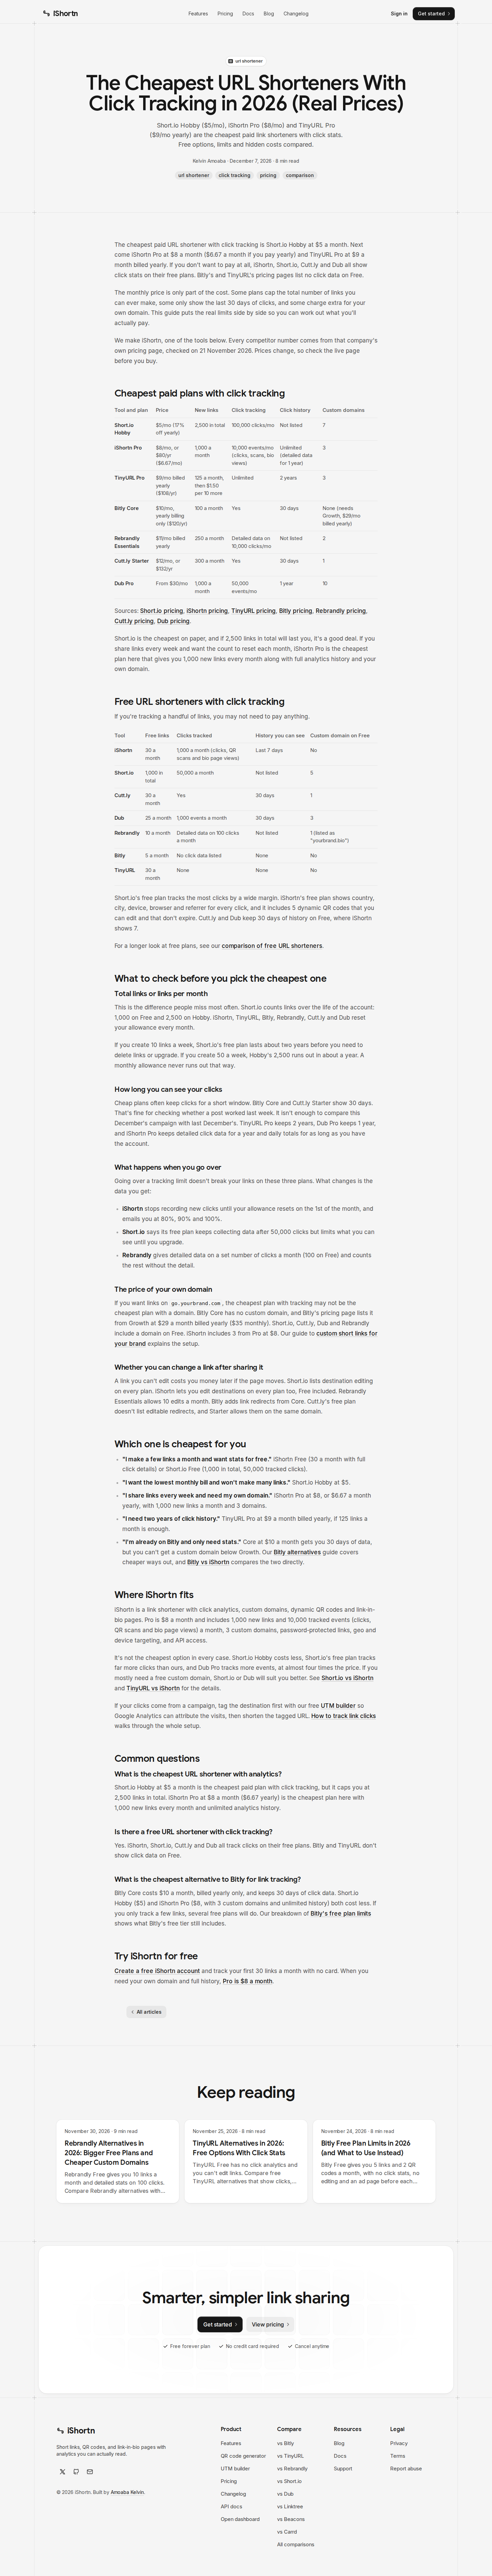 iShortn
Features
Pricing
Docs
Blog
Changelog
Sign in
Get started
url shortener
The Cheapest URL Shorteners With
Click Tracking in 2026 (Real Prices)
Short.io Hobby ($5/mo), iShortn Pro ($8/mo) and TinyURL Pro
($9/mo yearly) are the cheapest paid link shorteners with click stats.
Free options, limits and hidden costs compared.
Kelvin Amoaba · December 7, 2026 · 8 min read
url shortener
click tracking
pricing
comparison
The cheapest paid URL shortener with click tracking is Short.io Hobby at $5 a month. Next
come iShortn Pro at $8 a month ($6.67 a month if you pay yearly) and TinyURL Pro at $9 a
month billed yearly. If you don't want to pay at all, iShortn, Short.io, Cutt.ly and Dub all show
click stats on their free plans. Bitly's and TinyURL's pricing pages list no click data on Free.
The monthly price is only part of the cost. Some plans cap the total number of links you
can ever make, some only show the last 30 days of clicks, and some charge extra for your
own domain. This guide puts the real limits side by side so you can work out what you'll
actually pay.
We make iShortn, one of the tools below. Every competitor number comes from that company's
own pricing page, checked on 21 November 2026. Prices change, so check the live page
before you buy.
Cheapest paid plans with click tracking
Tool and plan Price New links Click tracking Click history Custom domains
Short.io Hobby $5/mo (17% off yearly) 2,500 in total 100,000 clicks/mo Not listed 7
iShortn Pro $8/mo, or $80/yr ($6.67/mo) 1,000 a month 10,000 events/mo (clicks, scans, bio views) Unlimited (detailed data for 1 year) 3
TinyURL Pro $9/mo billed yearly ($108/yr) 125 a month, then $1.50 per 10 more Unlimited 2 years 3
Bitly Core $10/mo, yearly billing only ($120/yr) 100 a month Yes 30 days None (needs Growth, $29/mo billed yearly)
Rebrandly Essentials $11/mo billed yearly 250 a month Detailed data on 10,000 clicks/mo Not listed 2
Cutt.ly Starter $12/mo, or $132/yr 300 a month Yes 30 days 1
Dub Pro From $30/mo 1,000 a month 50,000 events/mo 1 year 10
Sources: Short.io pricing, iShortn pricing, TinyURL pricing, Bitly pricing, Rebrandly pricing,
Cutt.ly pricing, Dub pricing.
Short.io is the cheapest on paper, and if 2,500 links in total will last you, it's a good deal. If you
share links every week and want the count to reset each month, iShortn Pro is the cheapest
plan here that gives you 1,000 new links every month along with full analytics history and your
own domain.
Free URL shorteners with click tracking
If you're tracking a handful of links, you may not need to pay anything.
Tool Free links Clicks tracked History you can see Custom domain on Free
iShortn 30 a month 1,000 a month (clicks, QR scans and bio page views) Last 7 days No
Short.io 1,000 in total 50,000 a month Not listed 5
Cutt.ly 30 a month Yes 30 days 1
Dub 25 a month 1,000 events a month 30 days 3
Rebrandly 10 a month Detailed data on 100 clicks a month Not listed 1 (listed as "yourbrand.bio")
Bitly 5 a month No click data listed None No
TinyURL 30 a month None None No
Short.io's free plan tracks the most clicks by a wide margin. iShortn's free plan shows country,
city, device, browser and referrer for every click, and it includes 5 dynamic QR codes that you
can edit and that don't expire. Cutt.ly and Dub keep 30 days of history on Free, where iShortn
shows 7.
For a longer look at free plans, see our comparison of free URL shorteners.
What to check before you pick the cheapest one
Total links or links per month
This is the difference people miss most often. Short.io counts links over the life of the account:
1,000 on Free and 2,500 on Hobby. iShortn, TinyURL, Bitly, Rebrandly, Cutt.ly and Dub reset
your allowance every month.
If you create 10 links a week, Short.io's free plan lasts about two years before you need to
delete links or upgrade. If you create 50 a week, Hobby's 2,500 runs out in about a year. A
monthly allowance never runs out that way.
How long you can see your clicks
Cheap plans often keep clicks for a short window. Bitly Core and Cutt.ly Starter show 30 days.
That's fine for checking whether a post worked last week. It isn't enough to compare this
December's campaign with last December's. TinyURL Pro keeps 2 years, Dub Pro keeps 1 year,
and iShortn Pro keeps detailed click data for a year and daily totals for as long as you have
the account.
What happens when you go over
Going over a tracking limit doesn't break your links on these three plans. What changes is the
data you get:
• iShortn stops recording new clicks until your allowance resets on the 1st of the month, and
emails you at 80%, 90% and 100%.
• Short.io says its free plan keeps collecting data after 50,000 clicks but limits what you can
see until you upgrade.
• Rebrandly gives detailed data on a set number of clicks a month (100 on Free) and counts
the rest without the detail.
The price of your own domain
If you want links on go.yourbrand.com, the cheapest plan with tracking may not be the
cheapest plan with a domain. Bitly Core has no custom domain, and Bitly's pricing page lists it
from Growth at $29 a month billed yearly ($35 monthly). Short.io, Cutt.ly, Dub and Rebrandly
include a domain on Free. iShortn includes 3 from Pro at $8. Our guide to custom short links for
your brand explains the setup.
Whether you can change a link after sharing it
A link you can't edit costs you money later if the page moves. Short.io lists destination editing
on every plan. iShortn lets you edit destinations on every plan too, Free included. Rebrandly
Essentials allows 10 edits a month. Bitly adds link redirects from Core. Cutt.ly's free plan
doesn't list editable redirects, and Starter allows them on the same domain.
Which one is cheapest for you
• "I make a few links a month and want stats for free." iShortn Free (30 a month with full
click details) or Short.io Free (1,000 in total, 50,000 tracked clicks).
• "I want the lowest monthly bill and won't make many links." Short.io Hobby at $5.
• "I share links every week and need my own domain." iShortn Pro at $8, or $6.67 a month
yearly, with 1,000 new links a month and 3 domains.
• "I need two years of click history." TinyURL Pro at $9 a month billed yearly, if 125 links a
month is enough.
• "I'm already on Bitly and only need stats." Core at $10 a month gets you 30 days of data,
but you can't get a custom domain below Growth. Our Bitly alternatives guide covers
cheaper ways out, and Bitly vs iShortn compares the two directly.
Where iShortn fits
iShortn is a link shortener with click analytics, custom domains, dynamic QR codes and link-in-
bio pages. Pro is $8 a month and includes 1,000 new links and 10,000 tracked events (clicks,
QR scans and bio page views) a month, 3 custom domains, password-protected links, geo and
device targeting, and API access.
It's not the cheapest option in every case. Short.io Hobby costs less, Short.io's free plan tracks
far more clicks than ours, and Dub Pro tracks more events, at almost four times the price. If you
mostly need a free custom domain, Short.io or Dub will suit you better. See Short.io vs iShortn
and TinyURL vs iShortn for the details.
If your clicks come from a campaign, tag the destination first with our free UTM builder so
Google Analytics can attribute the visits, then shorten the tagged URL. How to track link clicks
walks through the whole setup.
Common questions
What is the cheapest URL shortener with analytics?
Short.io Hobby at $5 a month is the cheapest paid plan with click tracking, but it caps you at
2,500 links in total. iShortn Pro at $8 a month ($6.67 yearly) is the cheapest plan here with
1,000 new links every month and unlimited analytics history.
Is there a free URL shortener with click tracking?
Yes. iShortn, Short.io, Cutt.ly and Dub all track clicks on their free plans. Bitly and TinyURL don't
show click data on Free.
What is the cheapest alternative to Bitly for link tracking?
Bitly Core costs $10 a month, billed yearly only, and keeps 30 days of click data. Short.io
Hobby ($5) and iShortn Pro ($8, with 3 custom domains and unlimited history) both cost less. If
you only track a few links, several free plans will do. Our breakdown of Bitly's free plan limits
shows what Bitly's free tier still includes.
Try iShortn for free
Create a free iShortn account and track your first 30 links a month with no card. When you
need your own domain and full history, Pro is $8 a month.
All articles
Keep reading
November 30, 2026 · 9 min read
Rebrandly Alternatives in
2026: Bigger Free Plans and
Cheaper Custom Domains
Rebrandly Free gives you 10 links a
month and detailed stats on 100 clicks.
Compare Rebrandly alternatives with...
November 25, 2026 · 8 min read
TinyURL Alternatives in 2026:
Free Options With Click Stats
TinyURL Free has no click analytics and
you can't edit links. Compare free
TinyURL alternatives that show clicks,...
November 24, 2026 · 8 min read
Bitly Free Plan Limits in 2026
(and What to Use Instead)
Bitly Free gives you 5 links and 2 QR
codes a month, with no click stats, no
editing and an ad page before each...
Smarter, simpler link sharing
Get started
View pricing
Free forever plan
No credit card required
Cancel anytime
iShortn
Short links, QR codes, and link-in-bio pages with
analytics you can actually read.
© 2026 iShortn. Built by Amoaba Kelvin.
Product
Features
QR code generator
UTM builder
Pricing
Changelog
API docs
Open dashboard
Compare
vs Bitly
vs TinyURL
vs Rebrandly
vs Short.io
vs Dub
vs Linktree
vs Beacons
vs Carrd
All comparisons
Resources
Blog
Docs
Support
Legal
Privacy
Terms
Report abuse